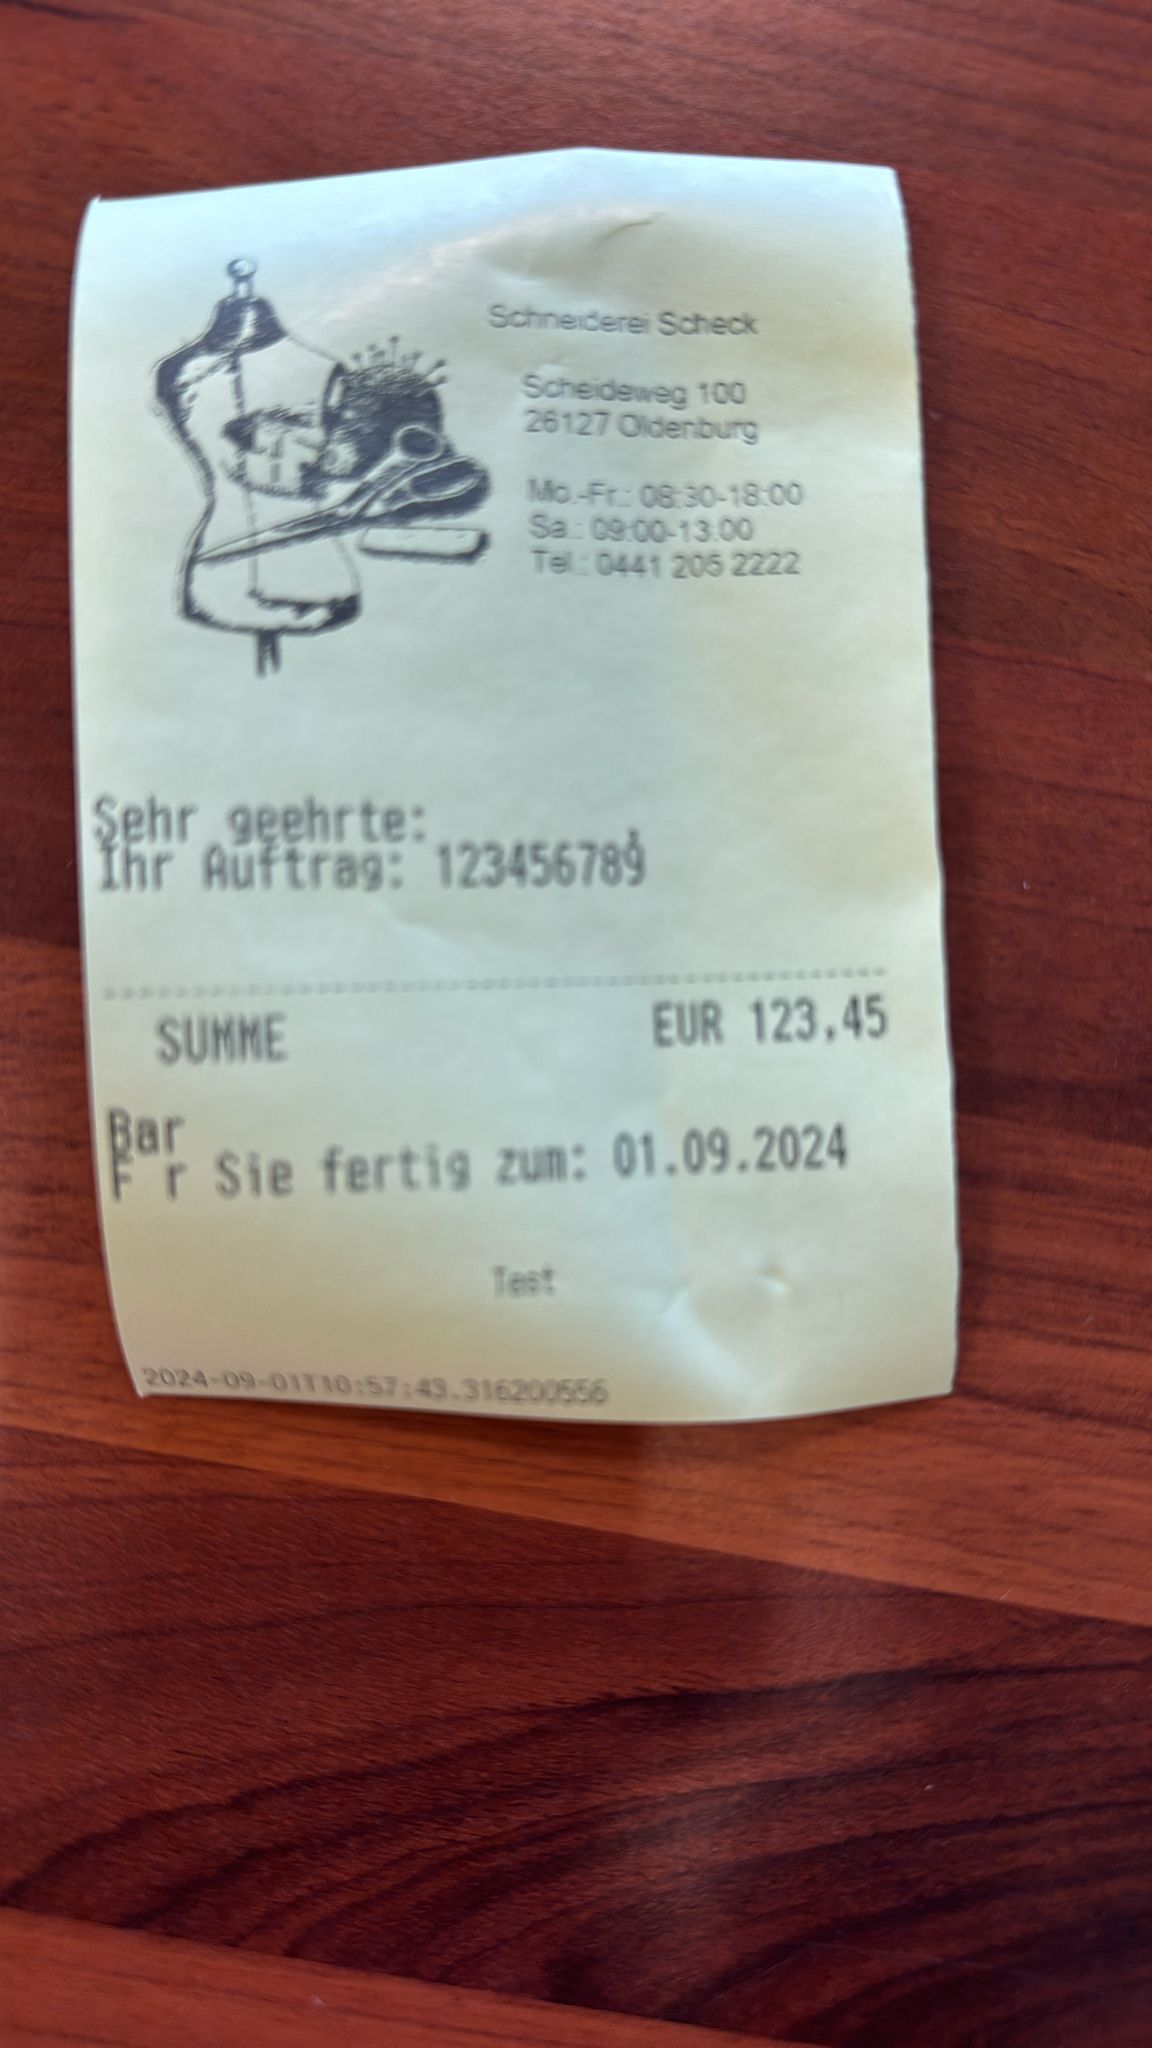 Schneiderei Scheck
Scheideweg 100
26127 Oldenburg
Mo.-Fr.: 08:30-18:00
Sa.: 09:00-13:00
Tel.: 0441 205 2222
Sehr geehrte:
Ihr Auftrag: 123456789
SUMME EUR 123,45
Bar
F r Sie fertig zum: 01.09.2024
Test
2024-09-01T10:57:43.316200556